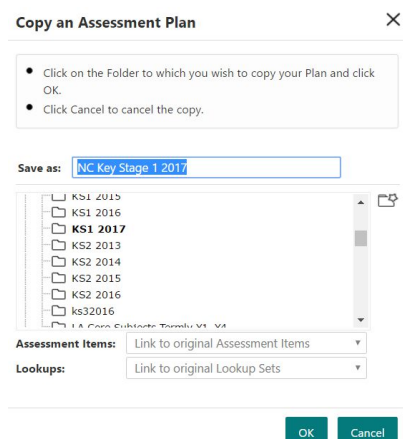 Copy an Assessment Plan
Click on the Folder to which you wish to copy your Plan and click
OK.
Click Cancel to cancel the copy.
Save as: NC Key Stage 1 2017
KS1 2015
KS1 2016
KS1 2017
KS2 2013
KS2 2014
KS2 2015
KS2 2016
ks32016
LA Core Subjects Termly Y1, Y4
Assessment Items: Link to original Assessment Items
Lookups: Link to original Lookup Sets
OK Cancel